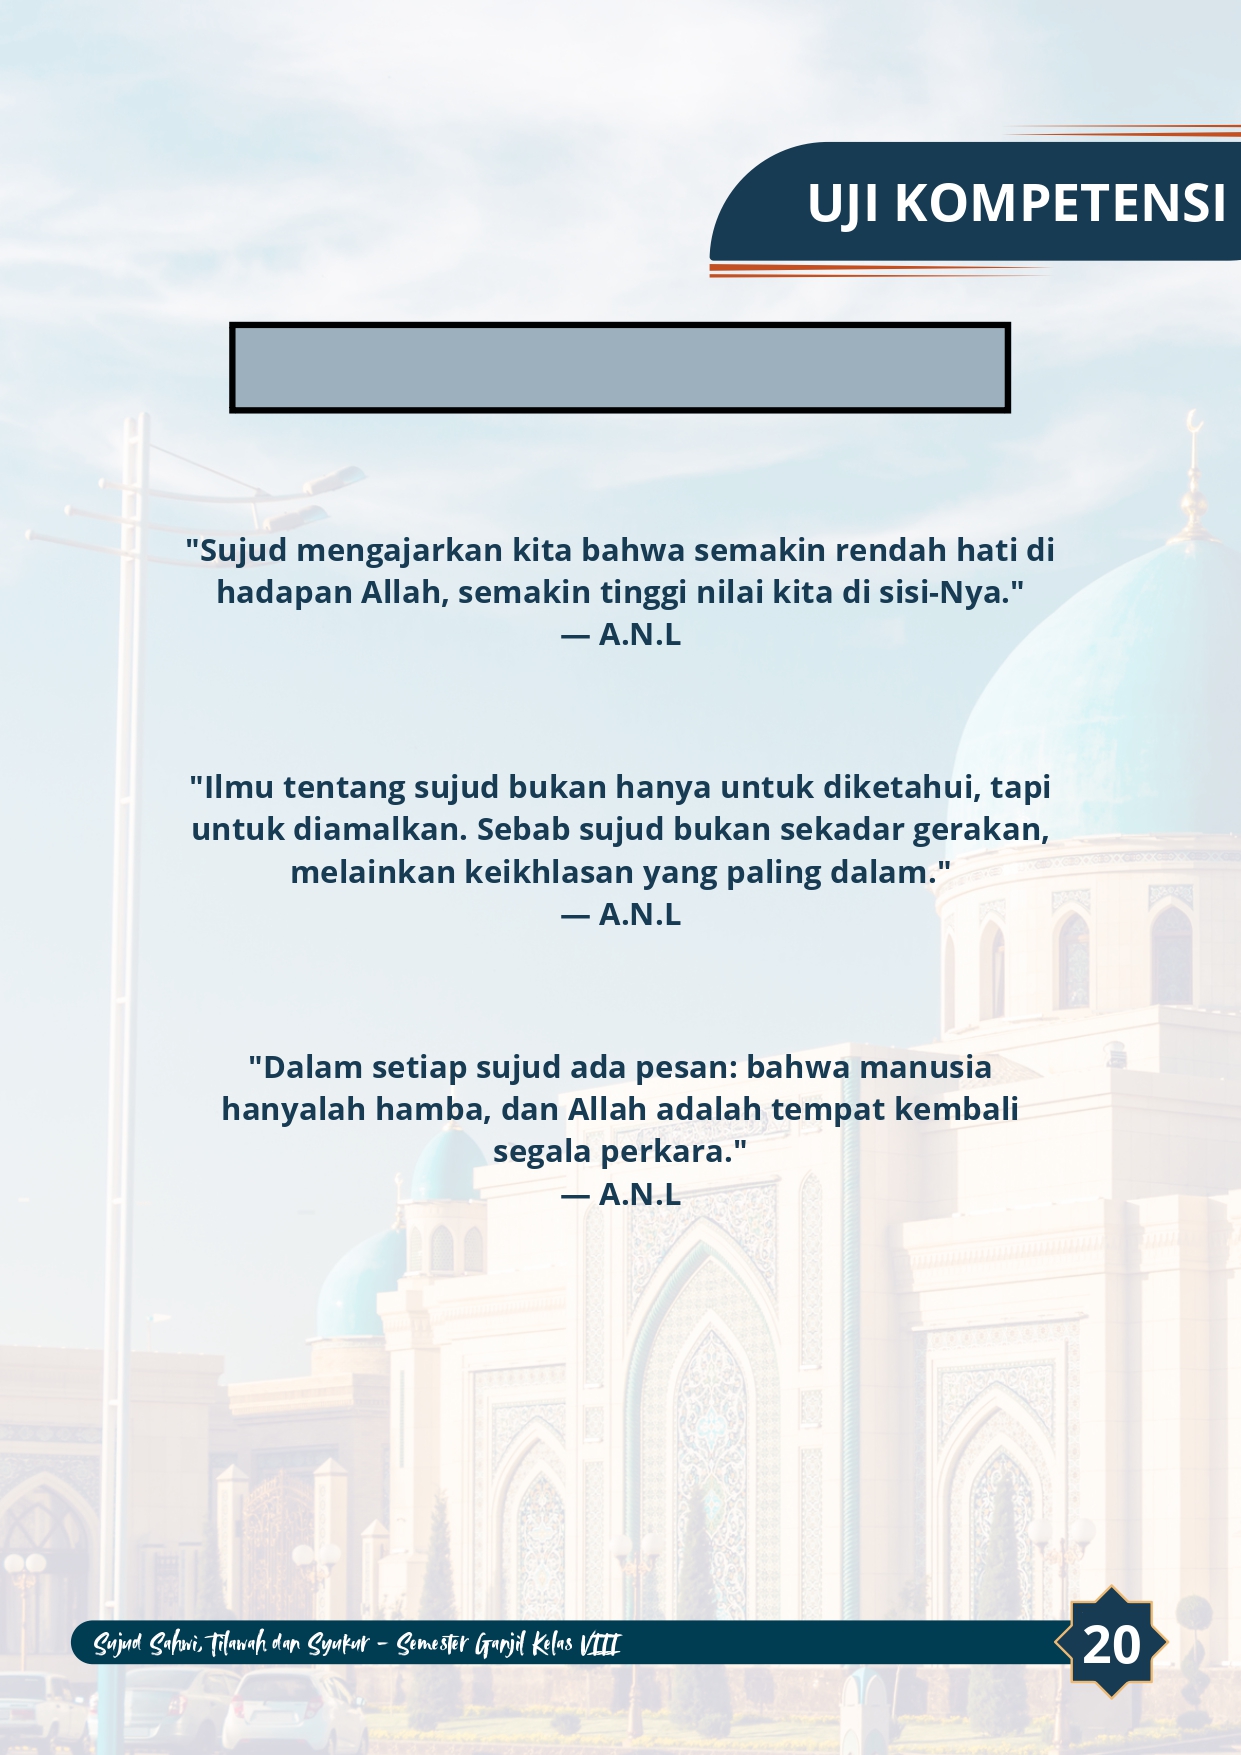 UJI KOMPETENSI
"Sujud mengajarkan kita bahwa semakin rendah hati di
hadapan Allah, semakin tinggi nilai kita di sisi-Nya."
— A.N.L
"Ilmu tentang sujud bukan hanya untuk diketahui, tapi
untuk diamalkan. Sebab sujud bukan sekadar gerakan,
melainkan keikhlasan yang paling dalam."
— A.N.L
"Dalam setiap sujud ada pesan: bahwa manusia
hanyalah hamba, dan Allah adalah tempat kembali
segala perkara."
— A.N.L
Sujud Sahwi, Tilawah dan Syukur - Semester Ganjil Kelas VIII
20